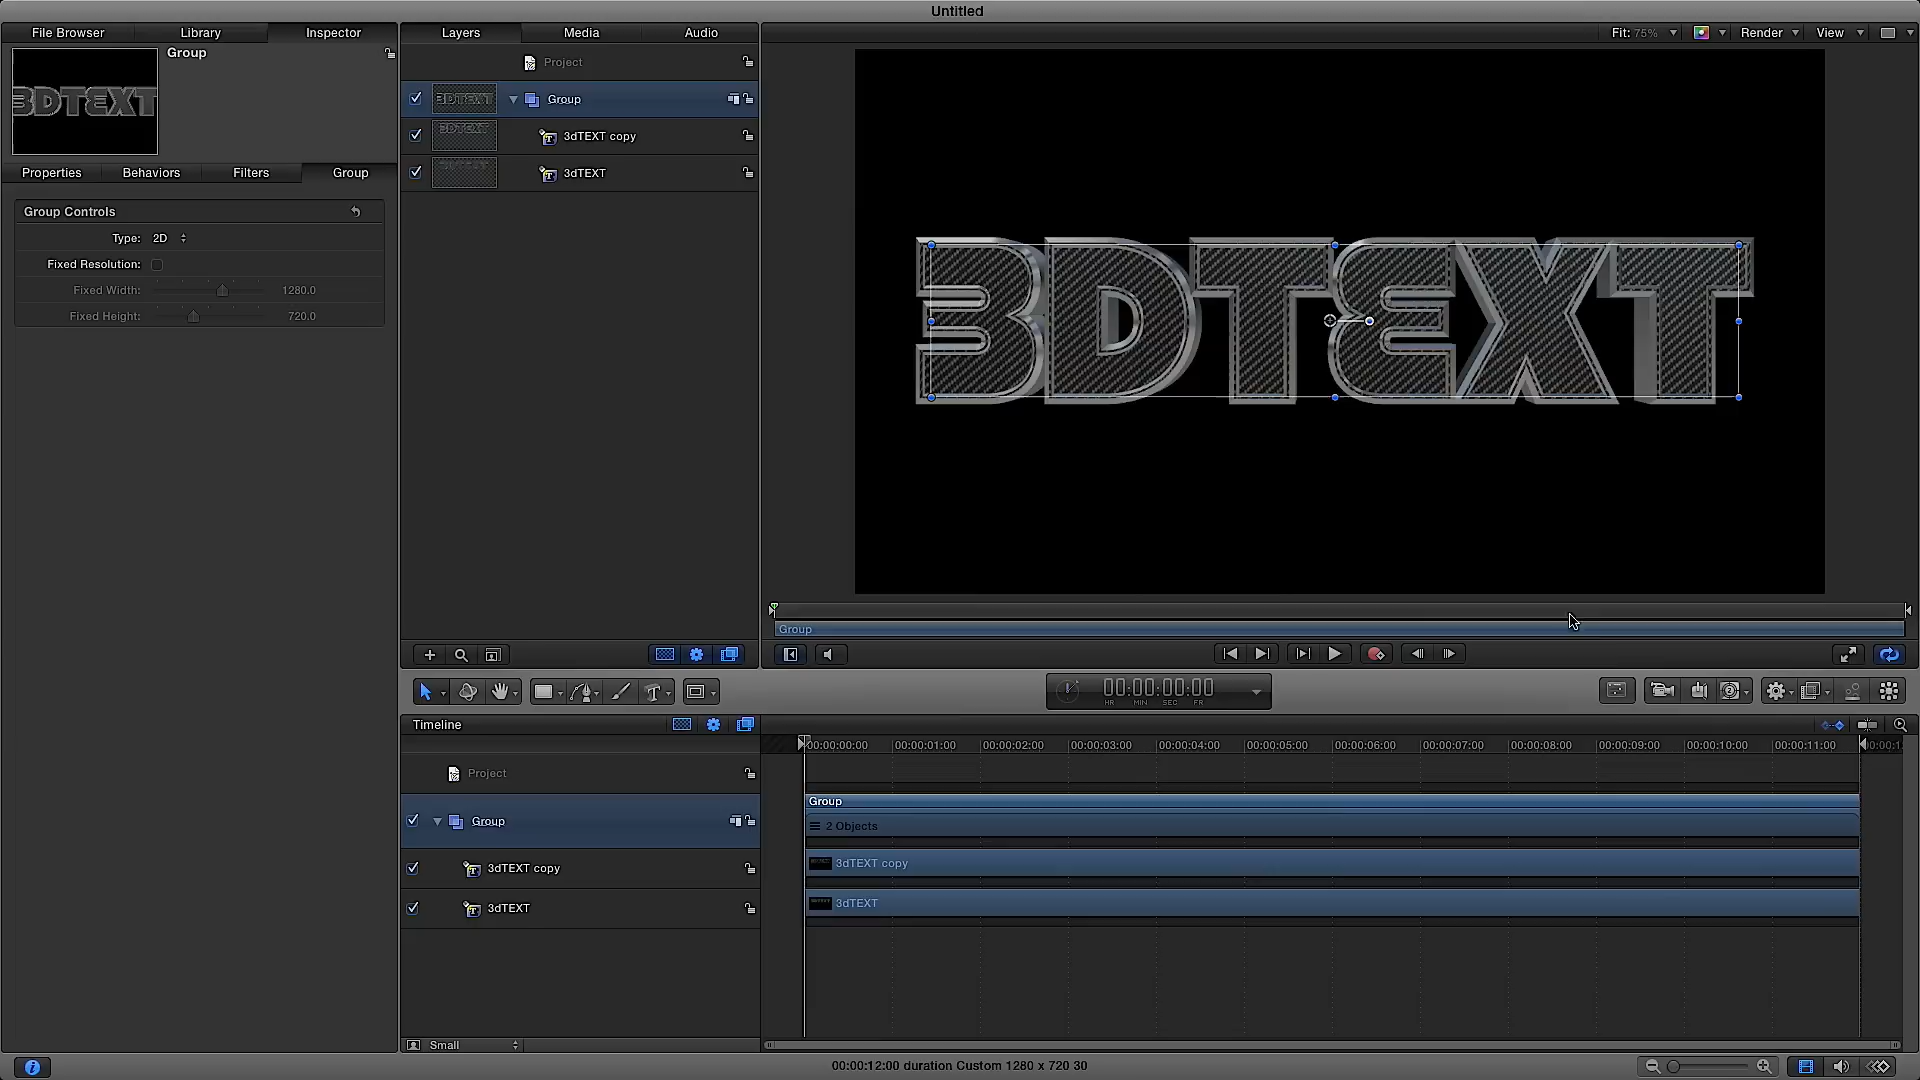 Untitled
File Browser
Library
Inspector
Layers
Media
Audio
Fit: 75%
Render
View
Group
3DTEXT
Project
Group
3dTEXT copy
3dTEXT
Properties
Behaviors
Filters
Group
Group Controls
Type: 2D
Fixed Resolution:
Fixed Width: 1280.0
Fixed Height: 720.0
3DTEXT
Group
00:00:00:00
HR MIN SEC FR
Timeline
00:00:00:00 00:00:01:00 00:00:02:00 00:00:03:00 00:00:04:00 00:00:05:00 00:00:06:00 00:00:07:00 00:00:08:00 00:00:09:00 00:00:10:00 00:00:11:00
Project
Group
Group
2 Objects
3dTEXT copy
3dTEXT copy
3dTEXT
3dTEXT
Small
00:00:12:00 duration Custom 1280 x 720 30